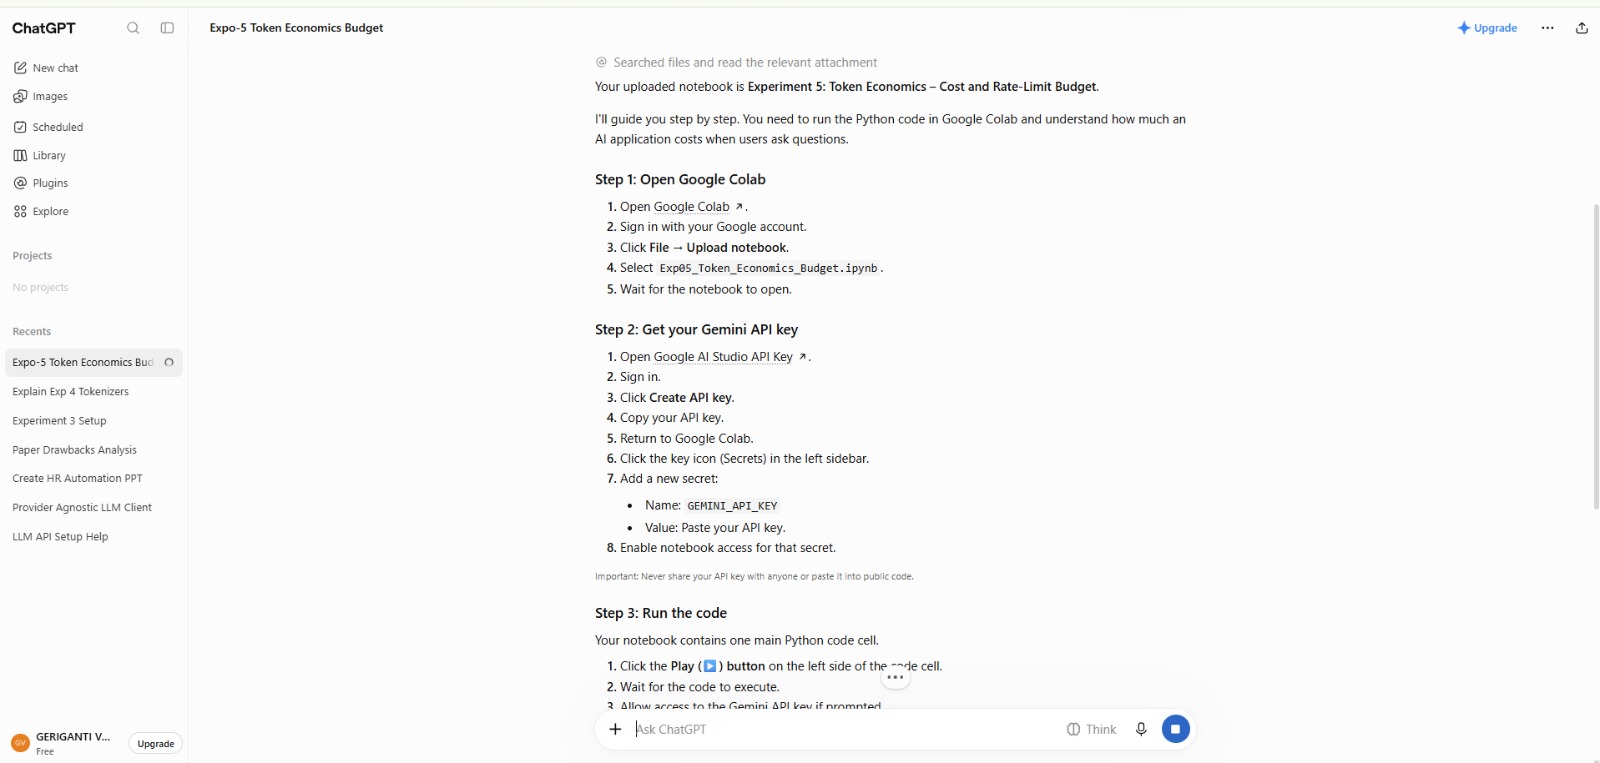 ChatGPT
New chat
Images
Scheduled
Library
Plugins
Explore
Projects
No projects
Recents
Expo-5 Token Economics Bud
Explain Exp 4 Tokenizers
Experiment 3 Setup
Paper Drawbacks Analysis
Create HR Automation PPT
Provider Agnostic LLM Client
LLM API Setup Help
GV
GERIGANTI V...
Free
Upgrade
Expo-5 Token Economics Budget
Upgrade
Searched files and read the relevant attachment
Your uploaded notebook is Experiment 5: Token Economics – Cost and Rate-Limit Budget.
I'll guide you step by step. You need to run the Python code in Google Colab and understand how much an
AI application costs when users ask questions.
Step 1: Open Google Colab
1. Open Google Colab ↗.
2. Sign in with your Google account.
3. Click File → Upload notebook.
4. Select Exp05_Token_Economics_Budget.ipynb.
5. Wait for the notebook to open.
Step 2: Get your Gemini API key
1. Open Google AI Studio API Key ↗.
2. Sign in.
3. Click Create API key.
4. Copy your API key.
5. Return to Google Colab.
6. Click the key icon (Secrets) in the left sidebar.
7. Add a new secret:
• Name: GEMINI_API_KEY
• Value: Paste your API key.
8. Enable notebook access for that secret.
Important: Never share your API key with anyone or paste it into public code.
Step 3: Run the code
Your notebook contains one main Python code cell.
1. Click the Play (▶️) button on the left side of the code cell.
2. Wait for the code to execute.
3. Allow access to the Gemini API key if prompted
Ask ChatGPT
Think